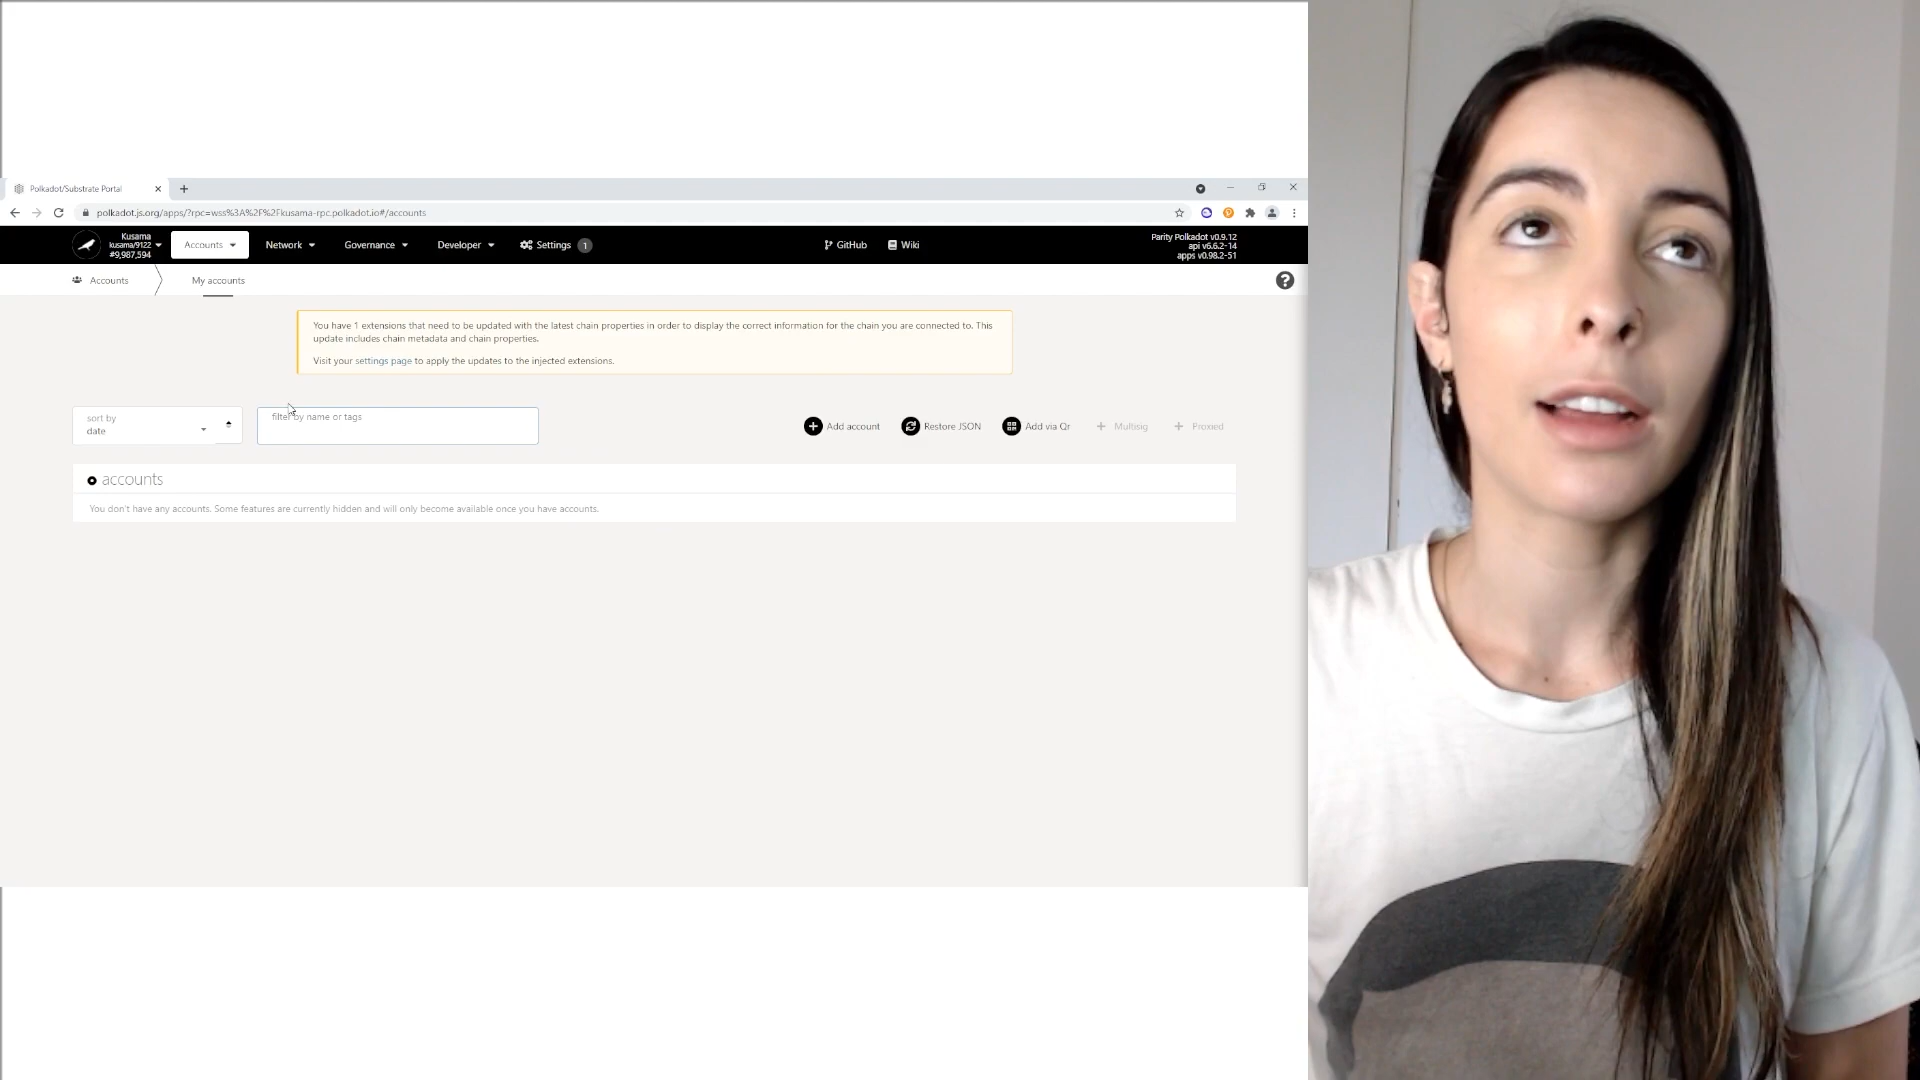 Polkadot/Substrate Portal
polkadot.js.org/apps/?rpc=wss%3A%2F%2Fkusama-rpc.polkadot.io#/accounts
Kusama
kusama/9122
#9,987,594
Accounts
Network
Governance
Developer
Settings 1
GitHub
Wiki
Parity Polkadot v0.9.12
api v6.6.2-14
apps v0.98.2-51
Accounts
My accounts
You have 1 extensions that need to be updated with the latest chain properties in order to display the correct information for the chain you are connected to. This
update includes chain metadata and chain properties.
Visit your settings page to apply the updates to the injected extensions.
sort by
date
filter by name or tags
Add account
Restore JSON
Add via Qr
Multisig
Proxied
accounts
You don't have any accounts. Some features are currently hidden and will only become available once you have accounts.